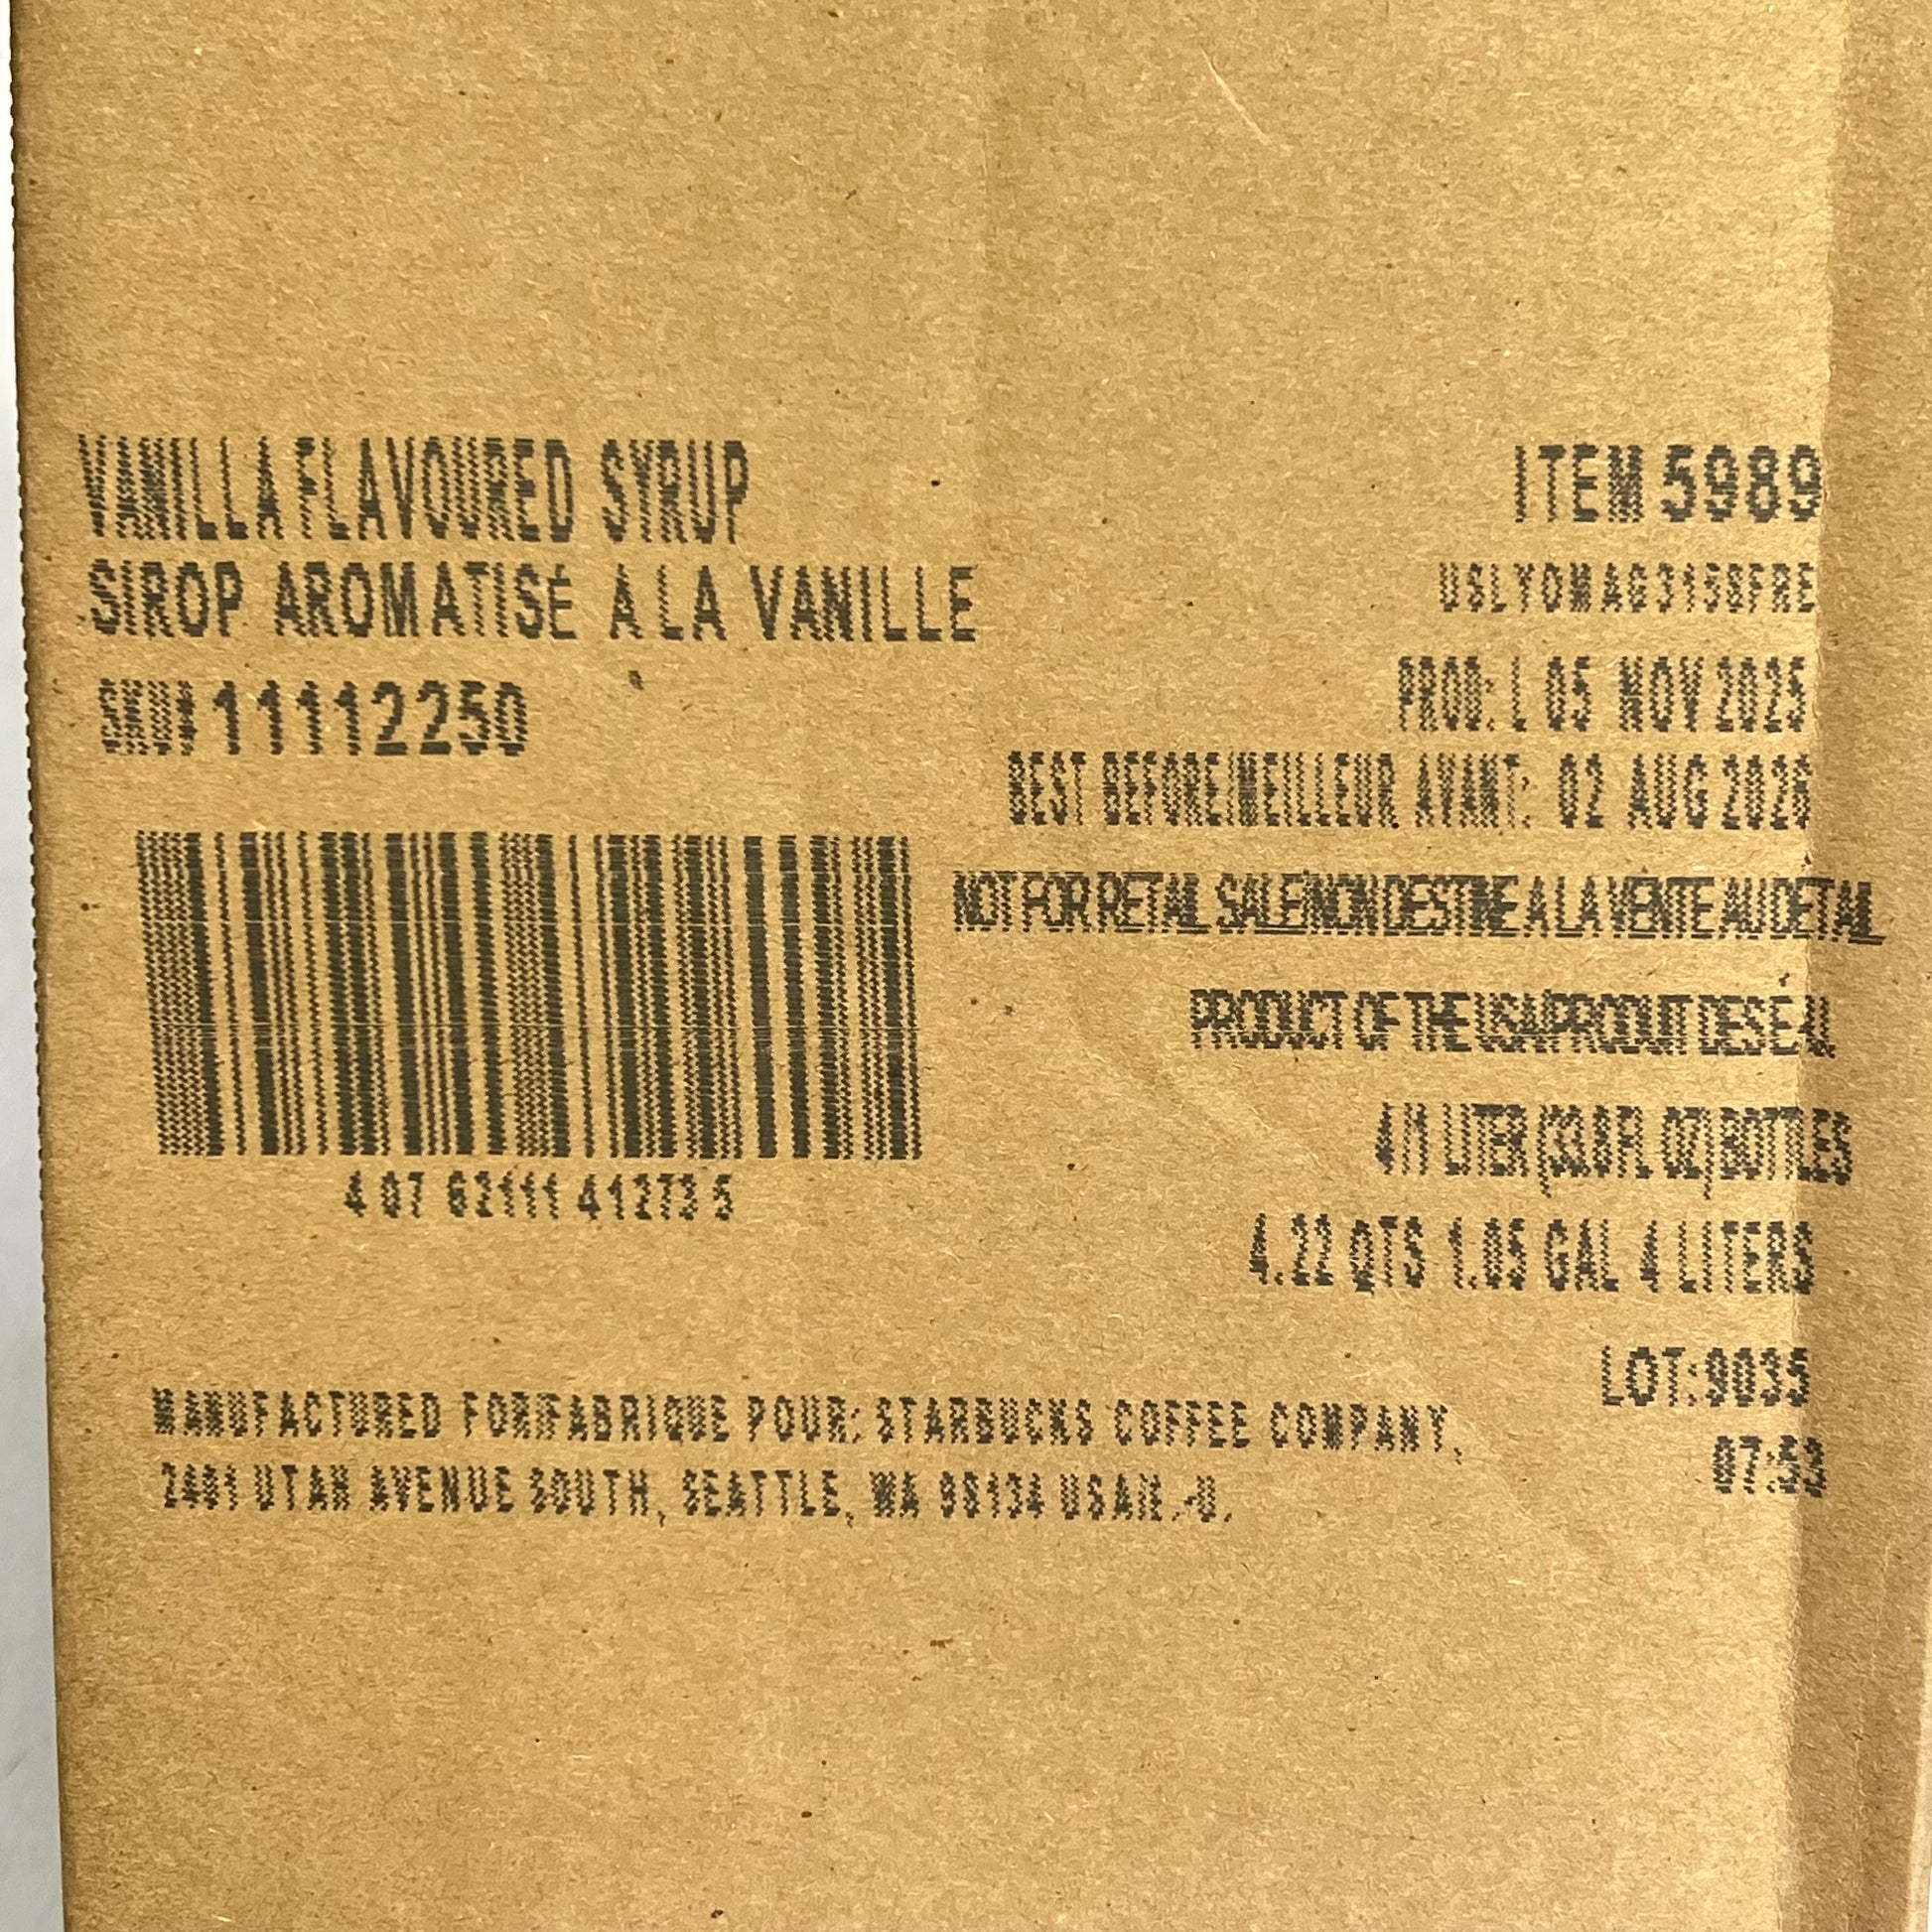 VANILLA FLAVOURED SYRUP
SIROP AROMATISÉ A LA VANILLE
SKU# 11112250
4 07 62111 41273 5
ITEM 5989
USLYOMAG3158FRE
PROD: L 05 NOV 2025
BEST BEFORE/MEILLEUR AVANT: 02 AUG 2026
NOT FOR RETAIL SALE/NON DESTINE A LA VENTE AU DETAIL
PRODUCT OF THE USA/PRODUIT DES É-U.
4/1 LITER (33.8 FL OZ) BOTTLES
4.22 QTS 1.05 GAL 4 LITERS
LOT:9035
07:53
MANUFACTURED FOR/FABRIQUE POUR: STARBUCKS COFFEE COMPANY,
2401 UTAH AVENUE SOUTH, SEATTLE, WA 98134 USA/É.-U.